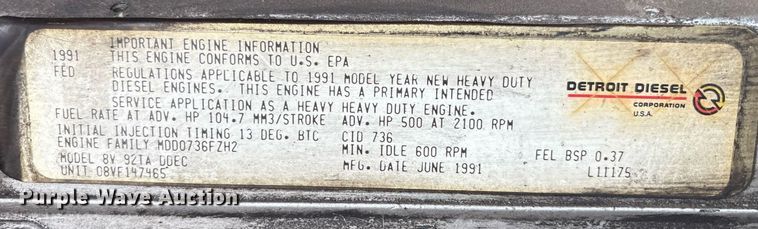 IMPORTANT ENGINE INFORMATION
1991 THIS ENGINE CONFORMS TO U.S. EPA
FED REGULATIONS APPLICABLE TO 1991 MODEL YEAR NEW HEAVY DUTY
DIESEL ENGINES. THIS ENGINE HAS A PRIMARY INTENDED
SERVICE APPLICATION AS A HEAVY HEAVY DUTY ENGINE.
FUEL RATE AT ADV. HP 104.7 MM3/STROKE ADV. HP 500 AT 2100 RPM
INITIAL INJECTION TIMING 13 DEG. BTC CID 736
ENGINE FAMILY MDD0736FZH2 MIN. IDLE 600 RPM FEL BSP 0.37
MODEL 8V 92TA DDEC MFG. DATE JUNE 1991 L11175
UNIT 08VF147465
DETROIT DIESEL
CORPORATION
U.S.A.
Purple Wave Auction